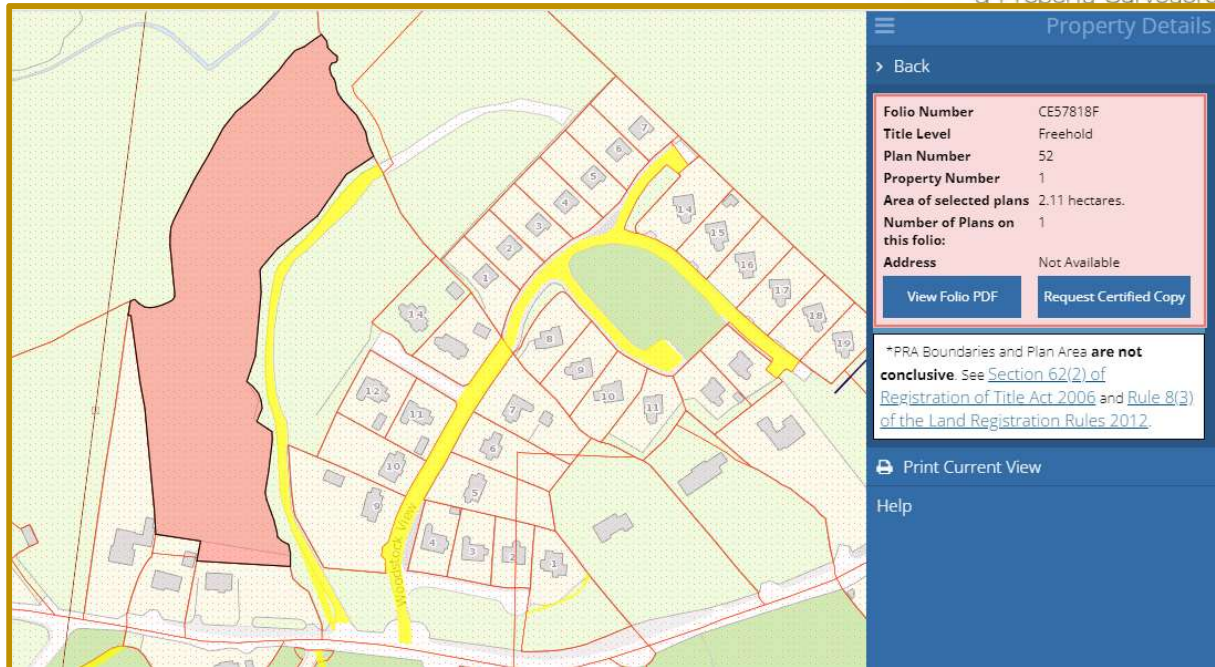 a Property Surveyors
Property Details
Back
Folio Number CE57818F
Title Level Freehold
Plan Number 52
Property Number 1
Area of selected plans 2.11 hectares.
Number of Plans on 1
this folio:
Address Not Available
View Folio PDF Request Certified Copy
*PRA Boundaries and Plan Area are not
conclusive. See Section 62(2) of
Registration of Title Act 2006 and Rule 8(3)
of the Land Registration Rules 2012.
Print Current View
Help
7
6
5
4
3
2
1
14
15
16
17
18
19
14
12
11
10
9
8
9
10
11
7
6
5
4
3
2
1
Woodstock View